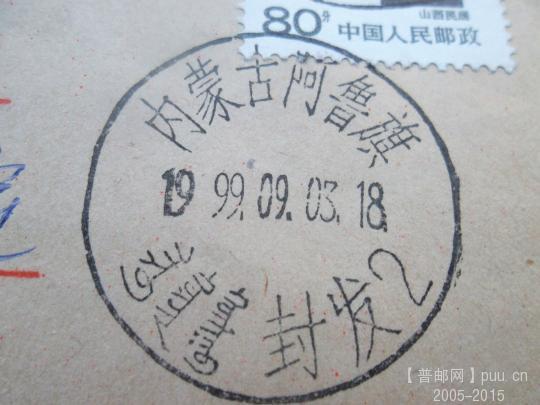 80分
山西民居
中国人民邮政
内蒙古阿鲁旗
1999.09.03.18
封发2
【普邮网】puu.cn
2005-2015